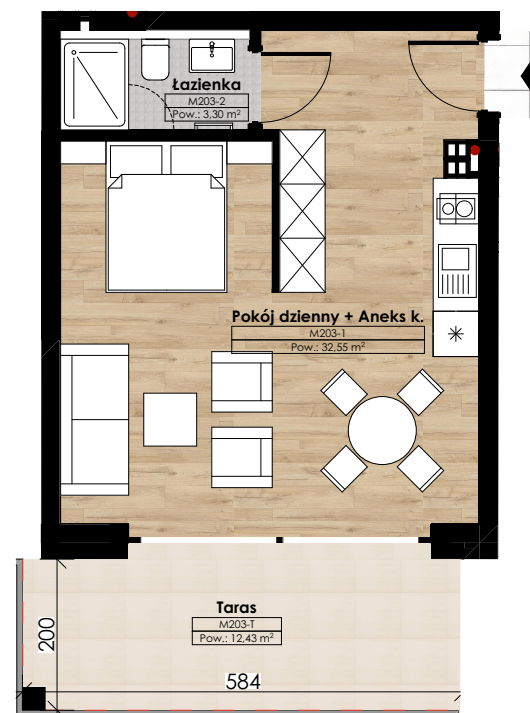 Łazienka
M203-2
Pow.: 3,30 m²
Pokój dzienny + Aneks k.
M203-1
Pow.: 32,55 m²
Taras
M203-T
Pow.: 12,43 m²
200
584